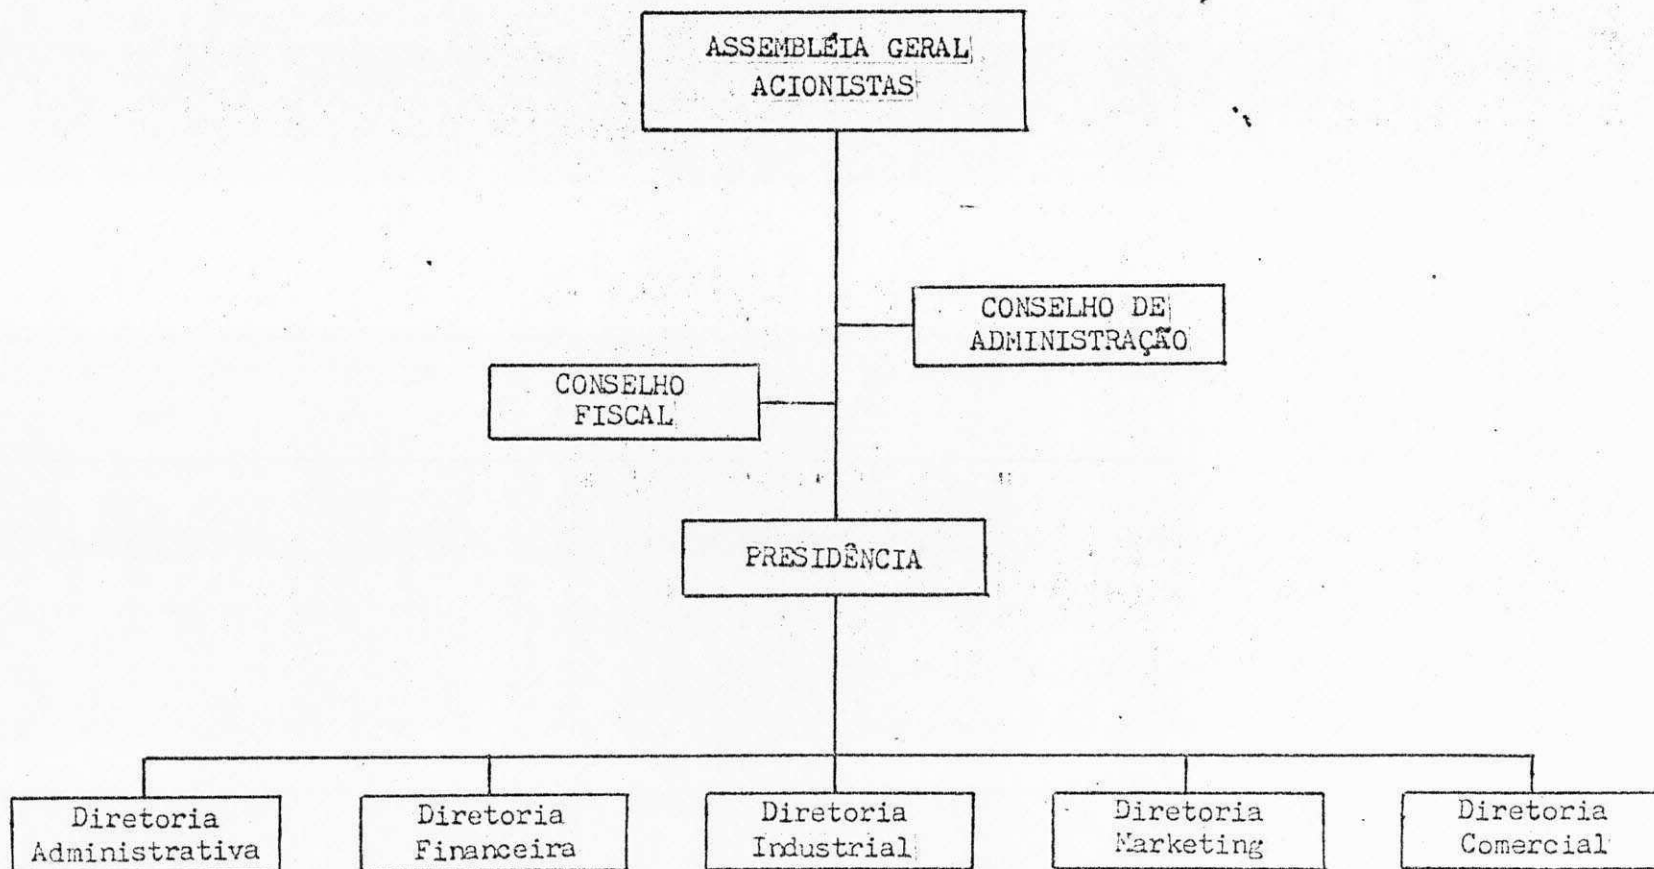 ASSEMBLÉIA GERAL
ACIONISTAS
CONSELHO DE
ADMINISTRAÇÃO
CONSELHO
FISCAL
PRESIDÊNCIA
Diretoria
Administrativa
Diretoria
Financeira
Diretoria
Industrial
Diretoria
Marketing
Diretoria
Comercial